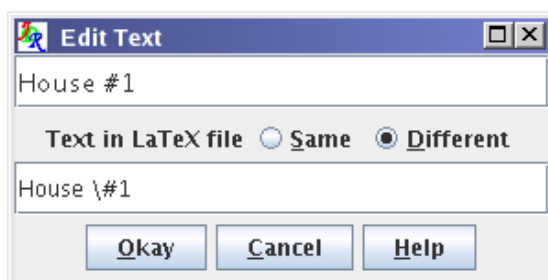 Edit Text
House #1
Text in LaTeX file Same Different
House \#1
Okay Cancel Help